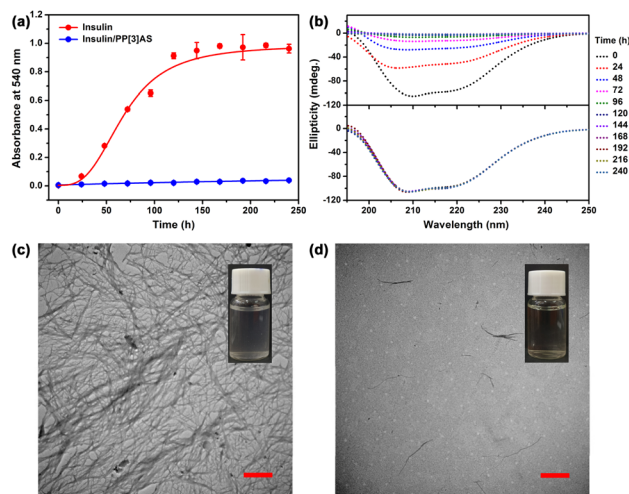 (a)
Insulin
Insulin/PP[3]AS
Absorbance at 540 nm
1.0
0.8
0.6
0.4
0.2
0.0
0 50 100 150 200 250
Time (h)
(b)
Ellipticity (mdeg.)
0
-40
-80
-120
0
-40
-80
-120
200 210 220 230 240 250
Wavelength (nm)
Time (h)
0
24
48
72
96
120
144
168
192
216
240
(c)
(d)